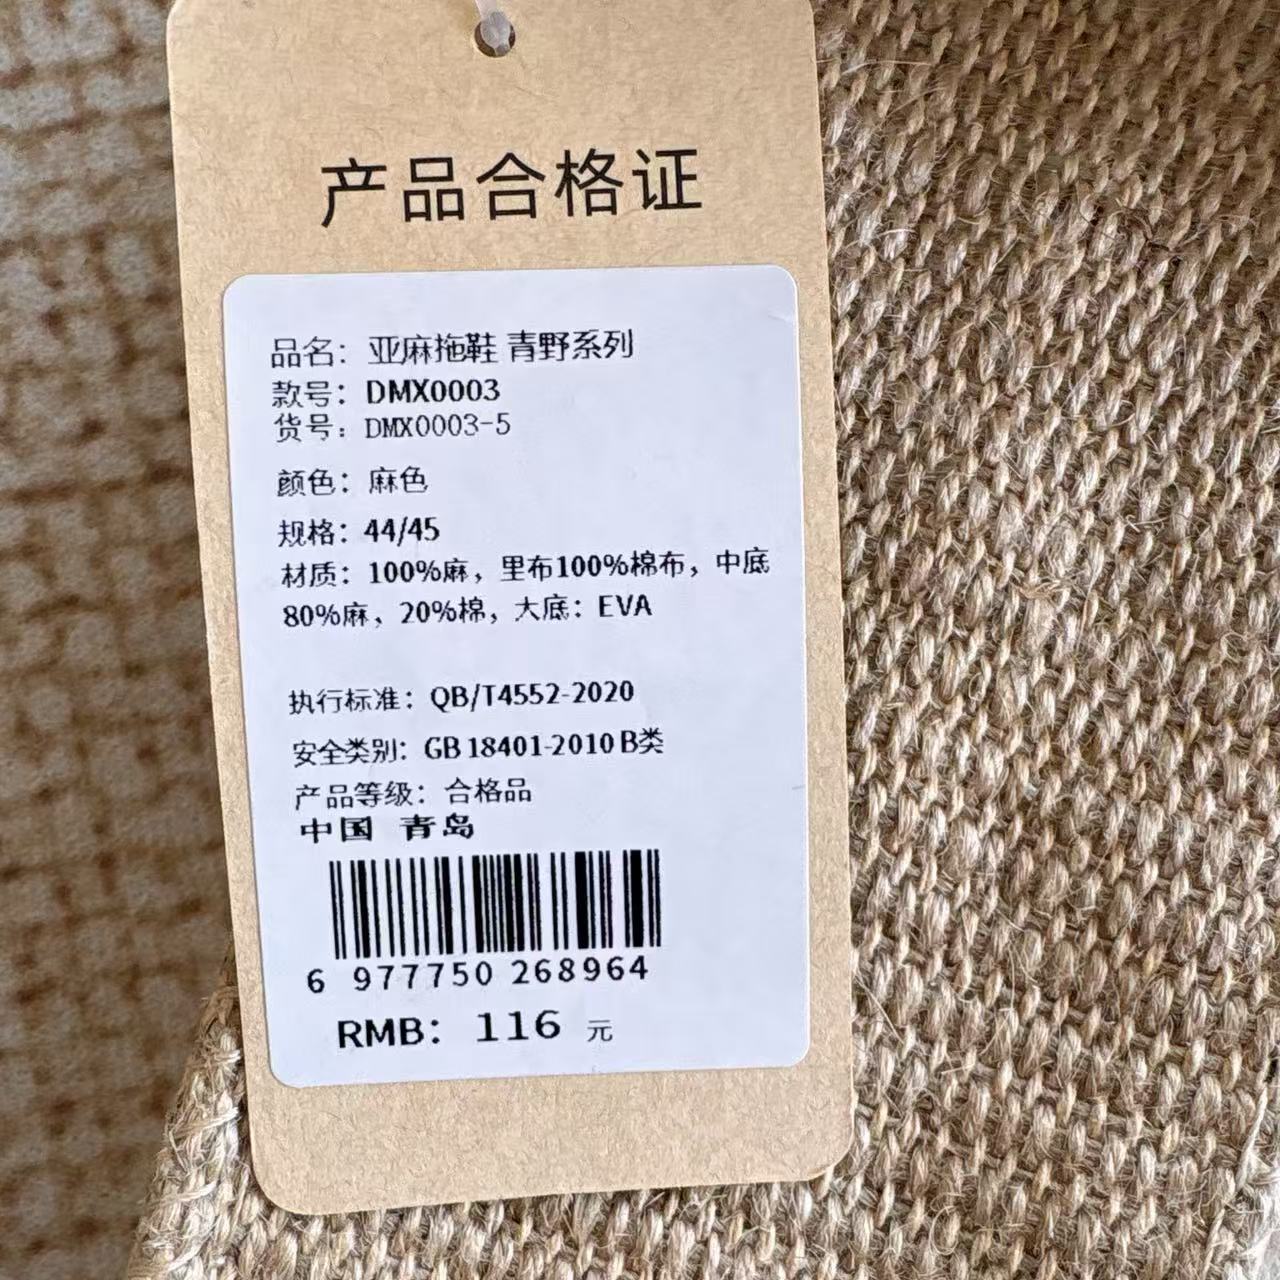 产品合格证
品名：亚麻拖鞋 青野系列
款号：DMX0003
货号：DMX0003-5
颜色：麻色
规格：44/45
材质：100%麻，里布100%棉布，中底
80%麻，20%棉，大底：EVA
执行标准：QB/T4552-2020
安全类别：GB 18401-2010 B类
产品等级：合格品
中国 青岛
6 977750 268964
RMB：116 元